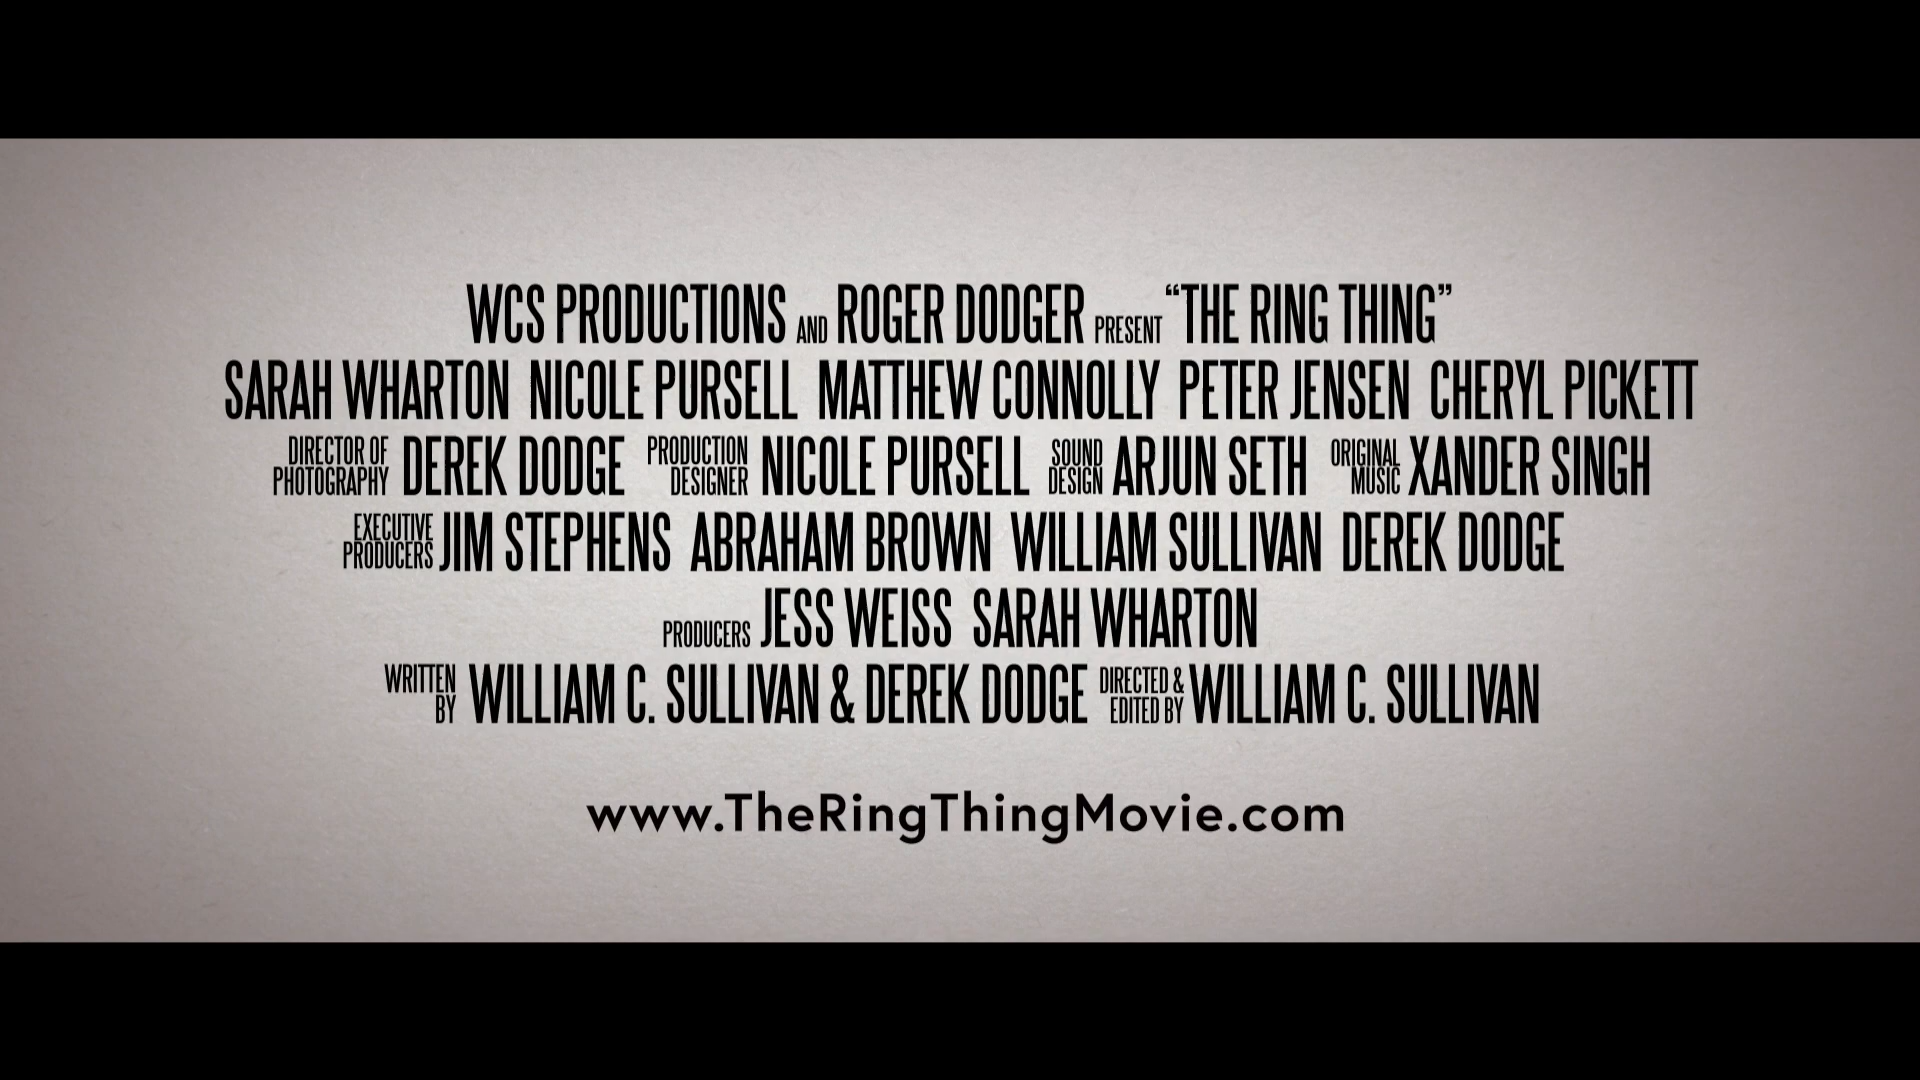 WCS PRODUCTIONS AND ROGER DODGER PRESENT “THE RING THING”
SARAH WHARTON NICOLE PURSELL MATTHEW CONNOLLY PETER JENSEN CHERYL PICKETT
DIRECTOR OF PHOTOGRAPHY DEREK DODGE PRODUCTION DESIGNER NICOLE PURSELL SOUND DESIGN ARJUN SETH ORIGINAL MUSIC XANDER SINGH
EXECUTIVE PRODUCERS JIM STEPHENS ABRAHAM BROWN WILLIAM SULLIVAN DEREK DODGE
PRODUCERS JESS WEISS SARAH WHARTON
WRITTEN BY WILLIAM C. SULLIVAN & DEREK DODGE DIRECTED & EDITED BY WILLIAM C. SULLIVAN
www.TheRingThingMovie.com